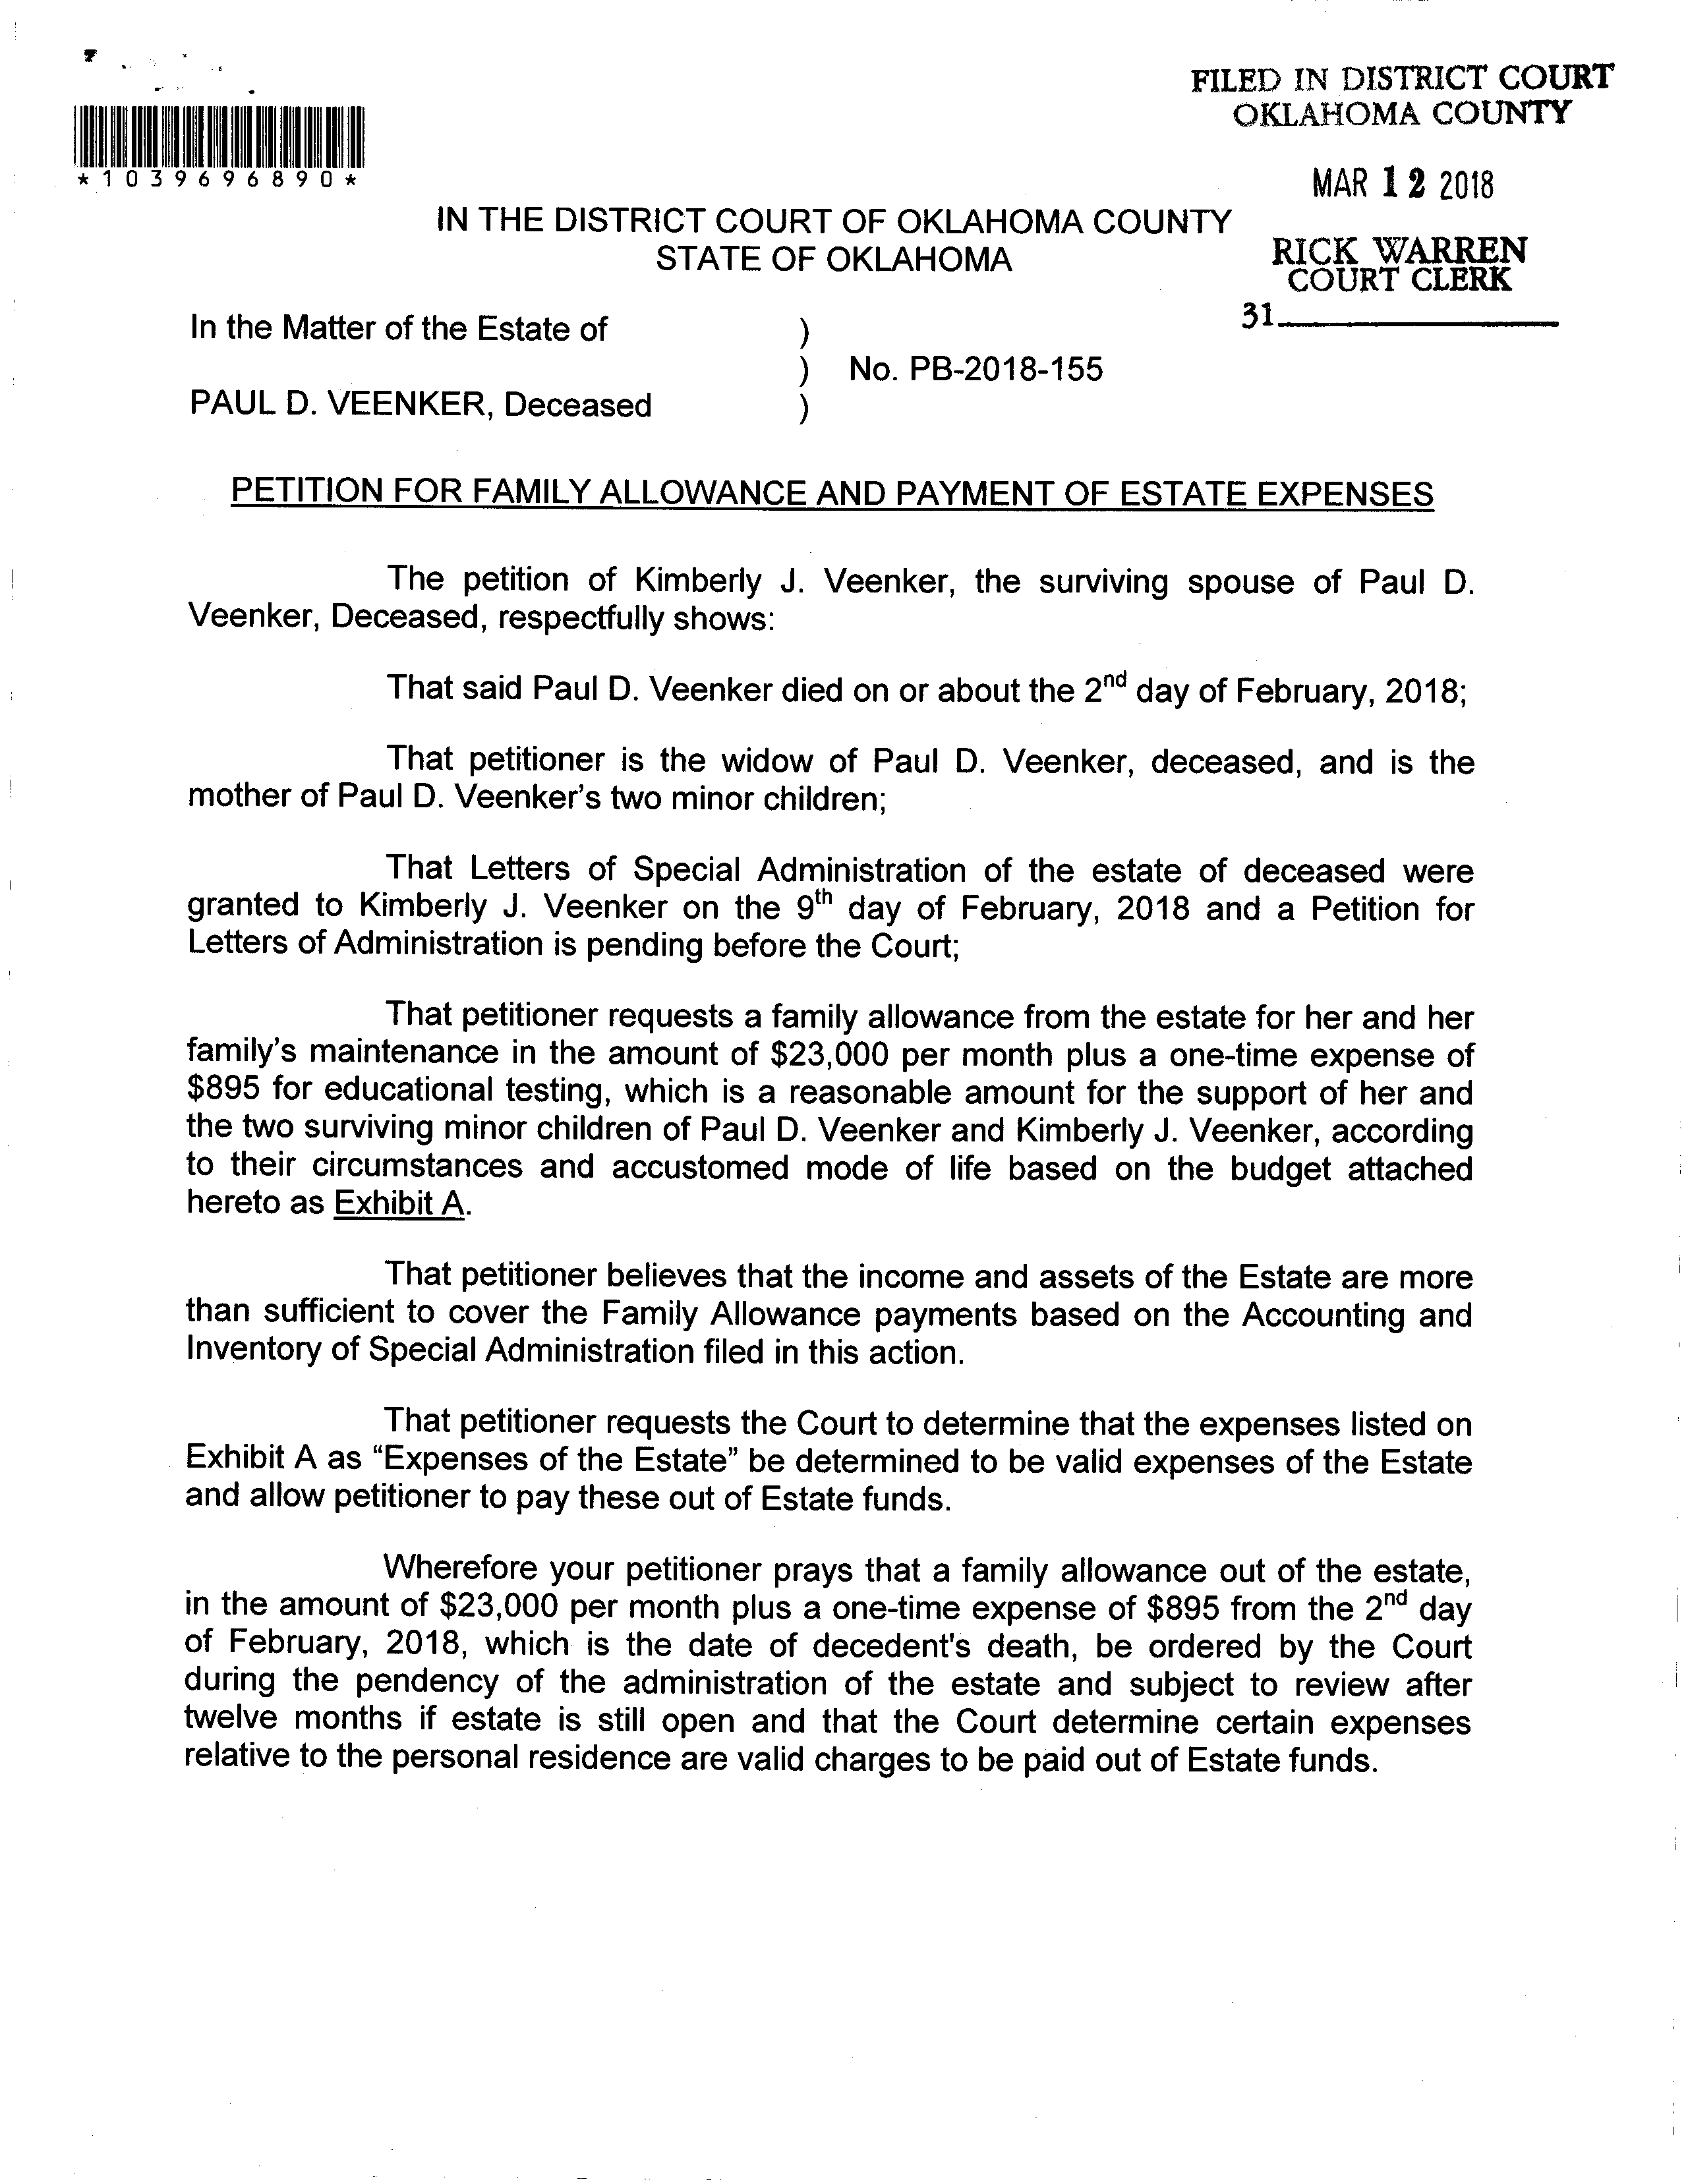 FILED IN DISTRICT COURT
OKLAHOMA COUNTY
*1039696890*
MAR 12 2018
IN THE DISTRICT COURT OF OKLAHOMA COUNTY
STATE OF OKLAHOMA
RICK WARREN
COURT CLERK
31
In the Matter of the Estate of )
) No. PB-2018-155
PAUL D. VEENKER, Deceased )
PETITION FOR FAMILY ALLOWANCE AND PAYMENT OF ESTATE EXPENSES
The petition of Kimberly J. Veenker, the surviving spouse of Paul D.
Veenker, Deceased, respectfully shows:
That said Paul D. Veenker died on or about the 2nd day of February, 2018;
That petitioner is the widow of Paul D. Veenker, deceased, and is the
mother of Paul D. Veenker's two minor children;
That Letters of Special Administration of the estate of deceased were
granted to Kimberly J. Veenker on the 9th day of February, 2018 and a Petition for
Letters of Administration is pending before the Court;
That petitioner requests a family allowance from the estate for her and her
family's maintenance in the amount of $23,000 per month plus a one-time expense of
$895 for educational testing, which is a reasonable amount for the support of her and
the two surviving minor children of Paul D. Veenker and Kimberly J. Veenker, according
to their circumstances and accustomed mode of life based on the budget attached
hereto as Exhibit A.
That petitioner believes that the income and assets of the Estate are more
than sufficient to cover the Family Allowance payments based on the Accounting and
Inventory of Special Administration filed in this action.
That petitioner requests the Court to determine that the expenses listed on
Exhibit A as “Expenses of the Estate” be determined to be valid expenses of the Estate
and allow petitioner to pay these out of Estate funds.
Wherefore your petitioner prays that a family allowance out of the estate,
in the amount of $23,000 per month plus a one-time expense of $895 from the 2nd day
of February, 2018, which is the date of decedent's death, be ordered by the Court
during the pendency of the administration of the estate and subject to review after
twelve months if estate is still open and that the Court determine certain expenses
relative to the personal residence are valid charges to be paid out of Estate funds.